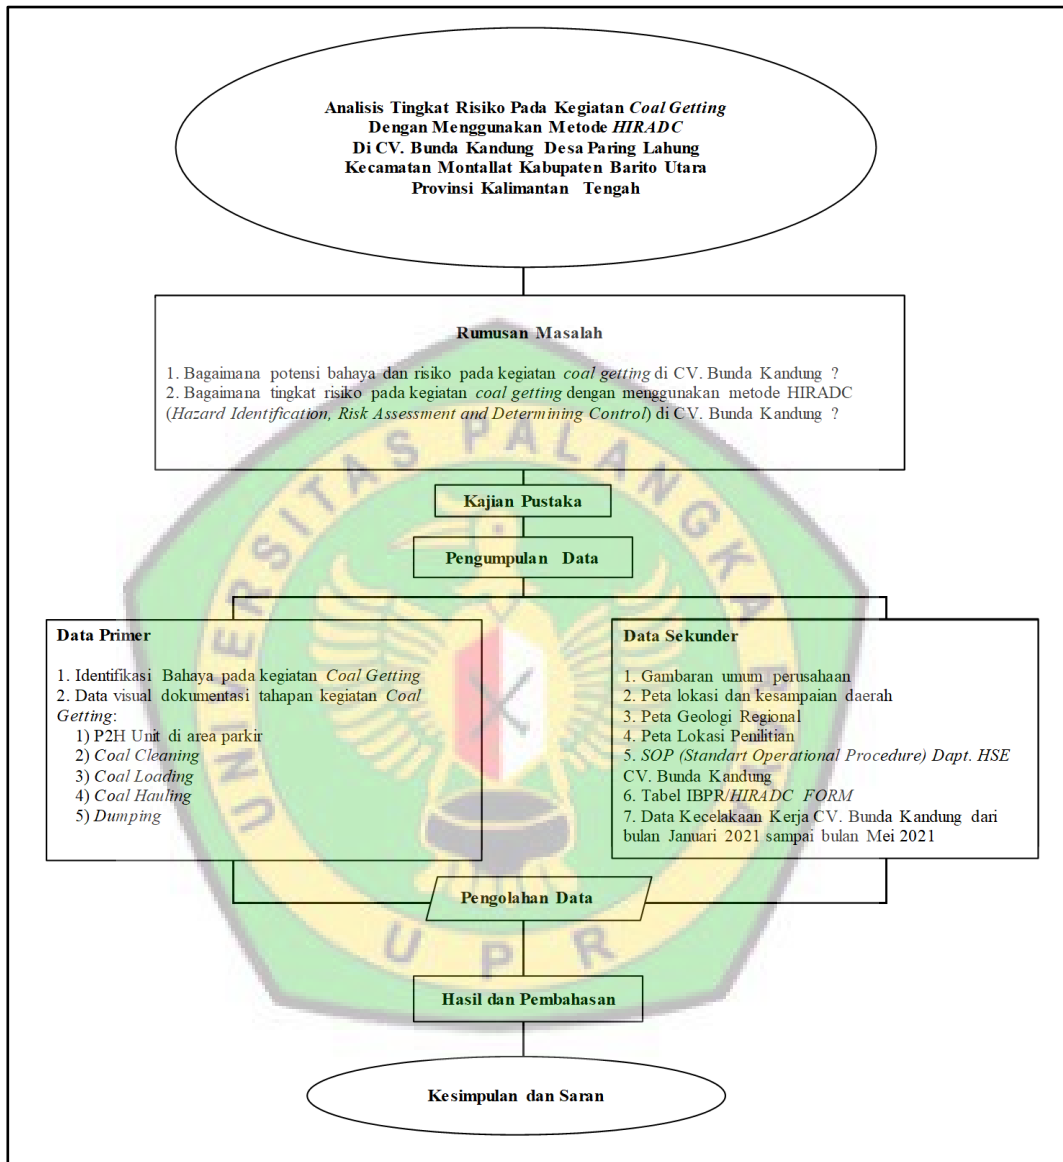 Analisis Tingkat Risiko Pada Kegiatan Coal Getting
Dengan Menggunakan Metode HIRADC
Di CV. Bunda Kandung Desa Paring Lahung
Kecamatan Montallat Kabupaten Barito Utara
Provinsi Kalimantan Tengah
Rumusan Masalah
1. Bagaimana potensi bahaya dan risiko pada kegiatan coal getting di CV. Bunda Kandung ?
2. Bagaimana tingkat risiko pada kegiatan coal getting dengan menggunakan metode HIRADC
(Hazard Identification, Risk Assessment and Determining Control) di CV. Bunda Kandung ?
Kajian Pustaka
Pengumpulan Data
Data Primer
1. Identifikasi Bahaya pada kegiatan Coal Getting
2. Data visual dokumentasi tahapan kegiatan Coal
Getting:
1) P2H Unit di area parkir
2) Coal Cleaning
3) Coal Loading
4) Coal Hauling
5) Dumping
Data Sekunder
1. Gambaran umum perusahaan
2. Peta lokasi dan kesampaian daerah
3. Peta Geologi Regional
4. Peta Lokasi Penilitian
5. SOP (Standart Operational Procedure) Dapt. HSE
CV. Bunda Kandung
6. Tabel IBPR/HIRADC FORM
7. Data Kecelakaan Kerja CV. Bunda Kandung dari
bulan Januari 2021 sampai bulan Mei 2021
Pengolahan Data
Hasil dan Pembahasan
Kesimpulan dan Saran
UNIVERSITAS PALANGKA RAYA
UPR